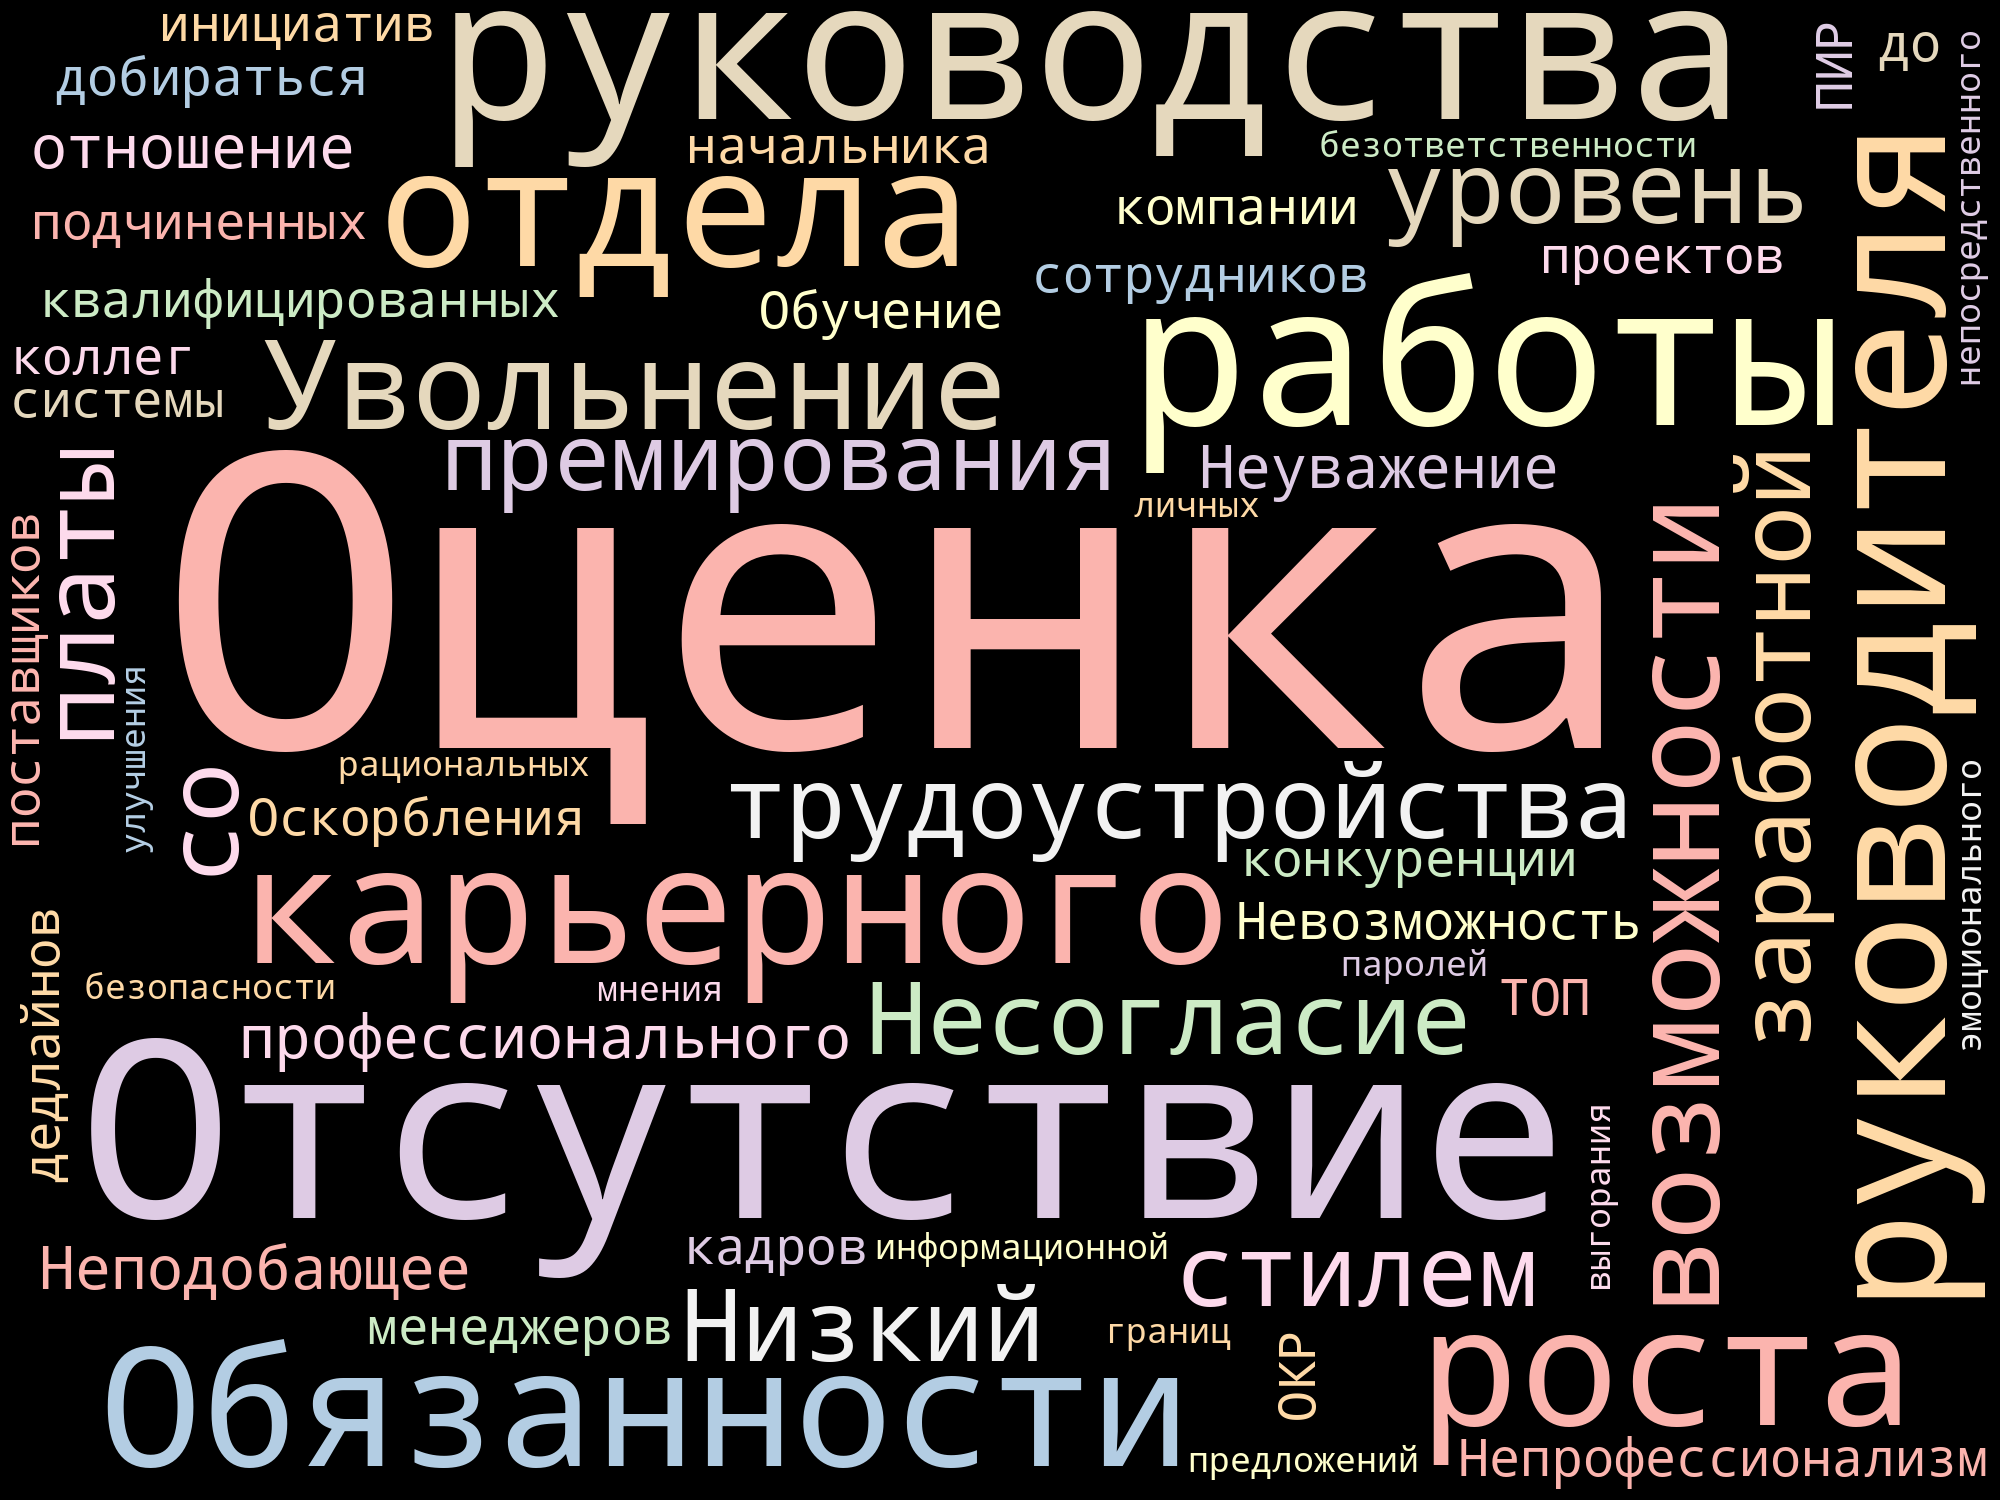 инициатив
руководства
ПИР
до
непосредственного
добираться
отношение
начальника
безответственности
отдела
уровень
компании
подчиненных
проектов
сотрудников
квалифицированных
Обучение
работы
руководителя
коллег
Увольнение
системы
премирования
Неуважение
заработной
платы
личных
возможности
поставщиков
Оценка
улучшения
рациональных
со
Оскорбления
трудоустройства
конкуренции
эмоционального
карьерного
Невозможность
дедлайнов
паролей
безопасности
мнения
Несогласие
ТОП
профессионального
Отсутствие
выгорания
Неподобающее
кадров
информационной
стилем
менеджеров
Низкий
границ
ОКР
роста
Обязанности
предложений
Непрофессионализм